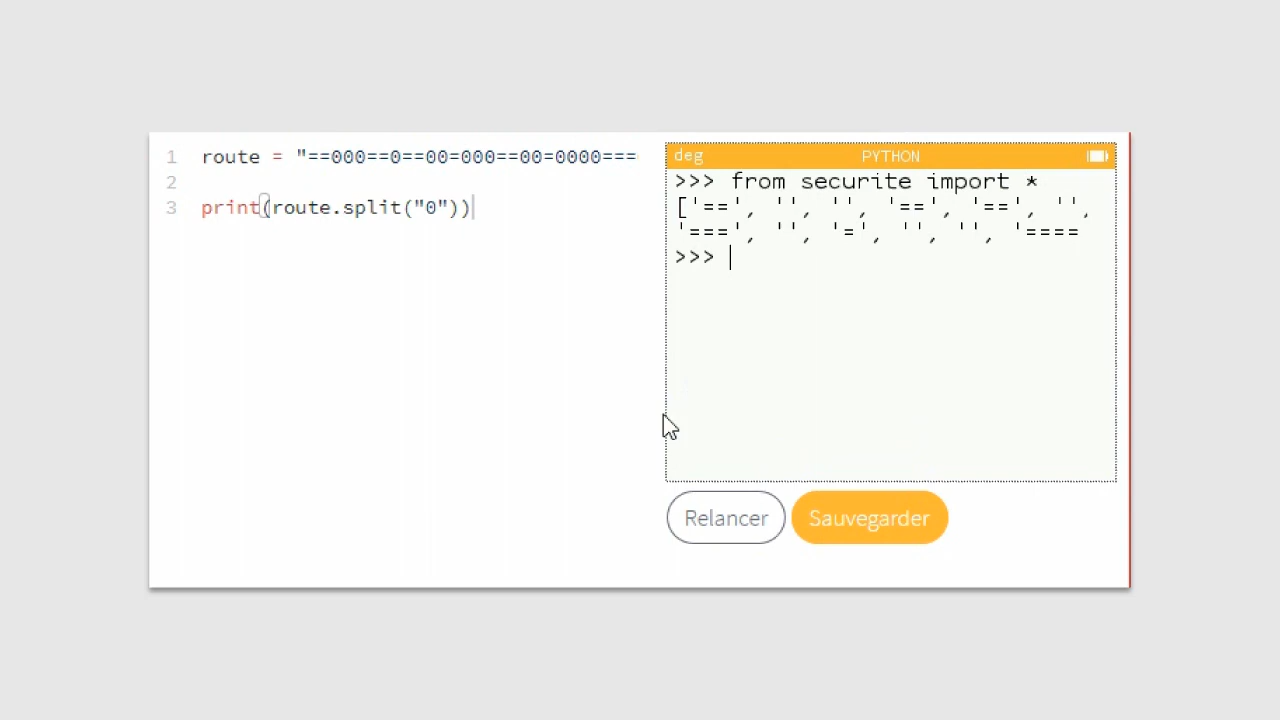 1 route = "==000==0==00=000==00=0000===
2
3 print(route.split("0"))
deg PYTHON
>>> from securite import *
['==', '', '', '==', '==', '',
'===', '', '=', '', '', '====
>>>
Relancer Sauvegarder